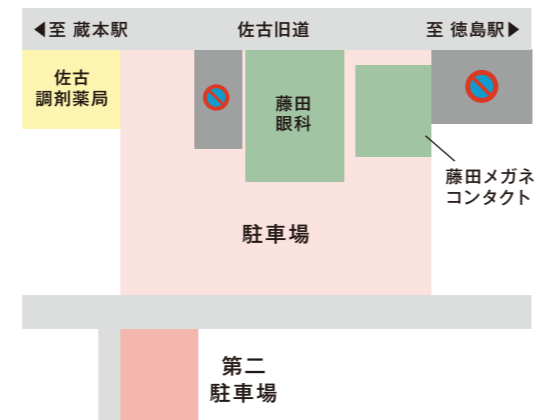 ◀至 蔵本駅
佐古旧道
至 徳島駅▶
佐古
調剤薬局
藤田
眼科
藤田メガネ
コンタクト
駐車場
第二
駐車場